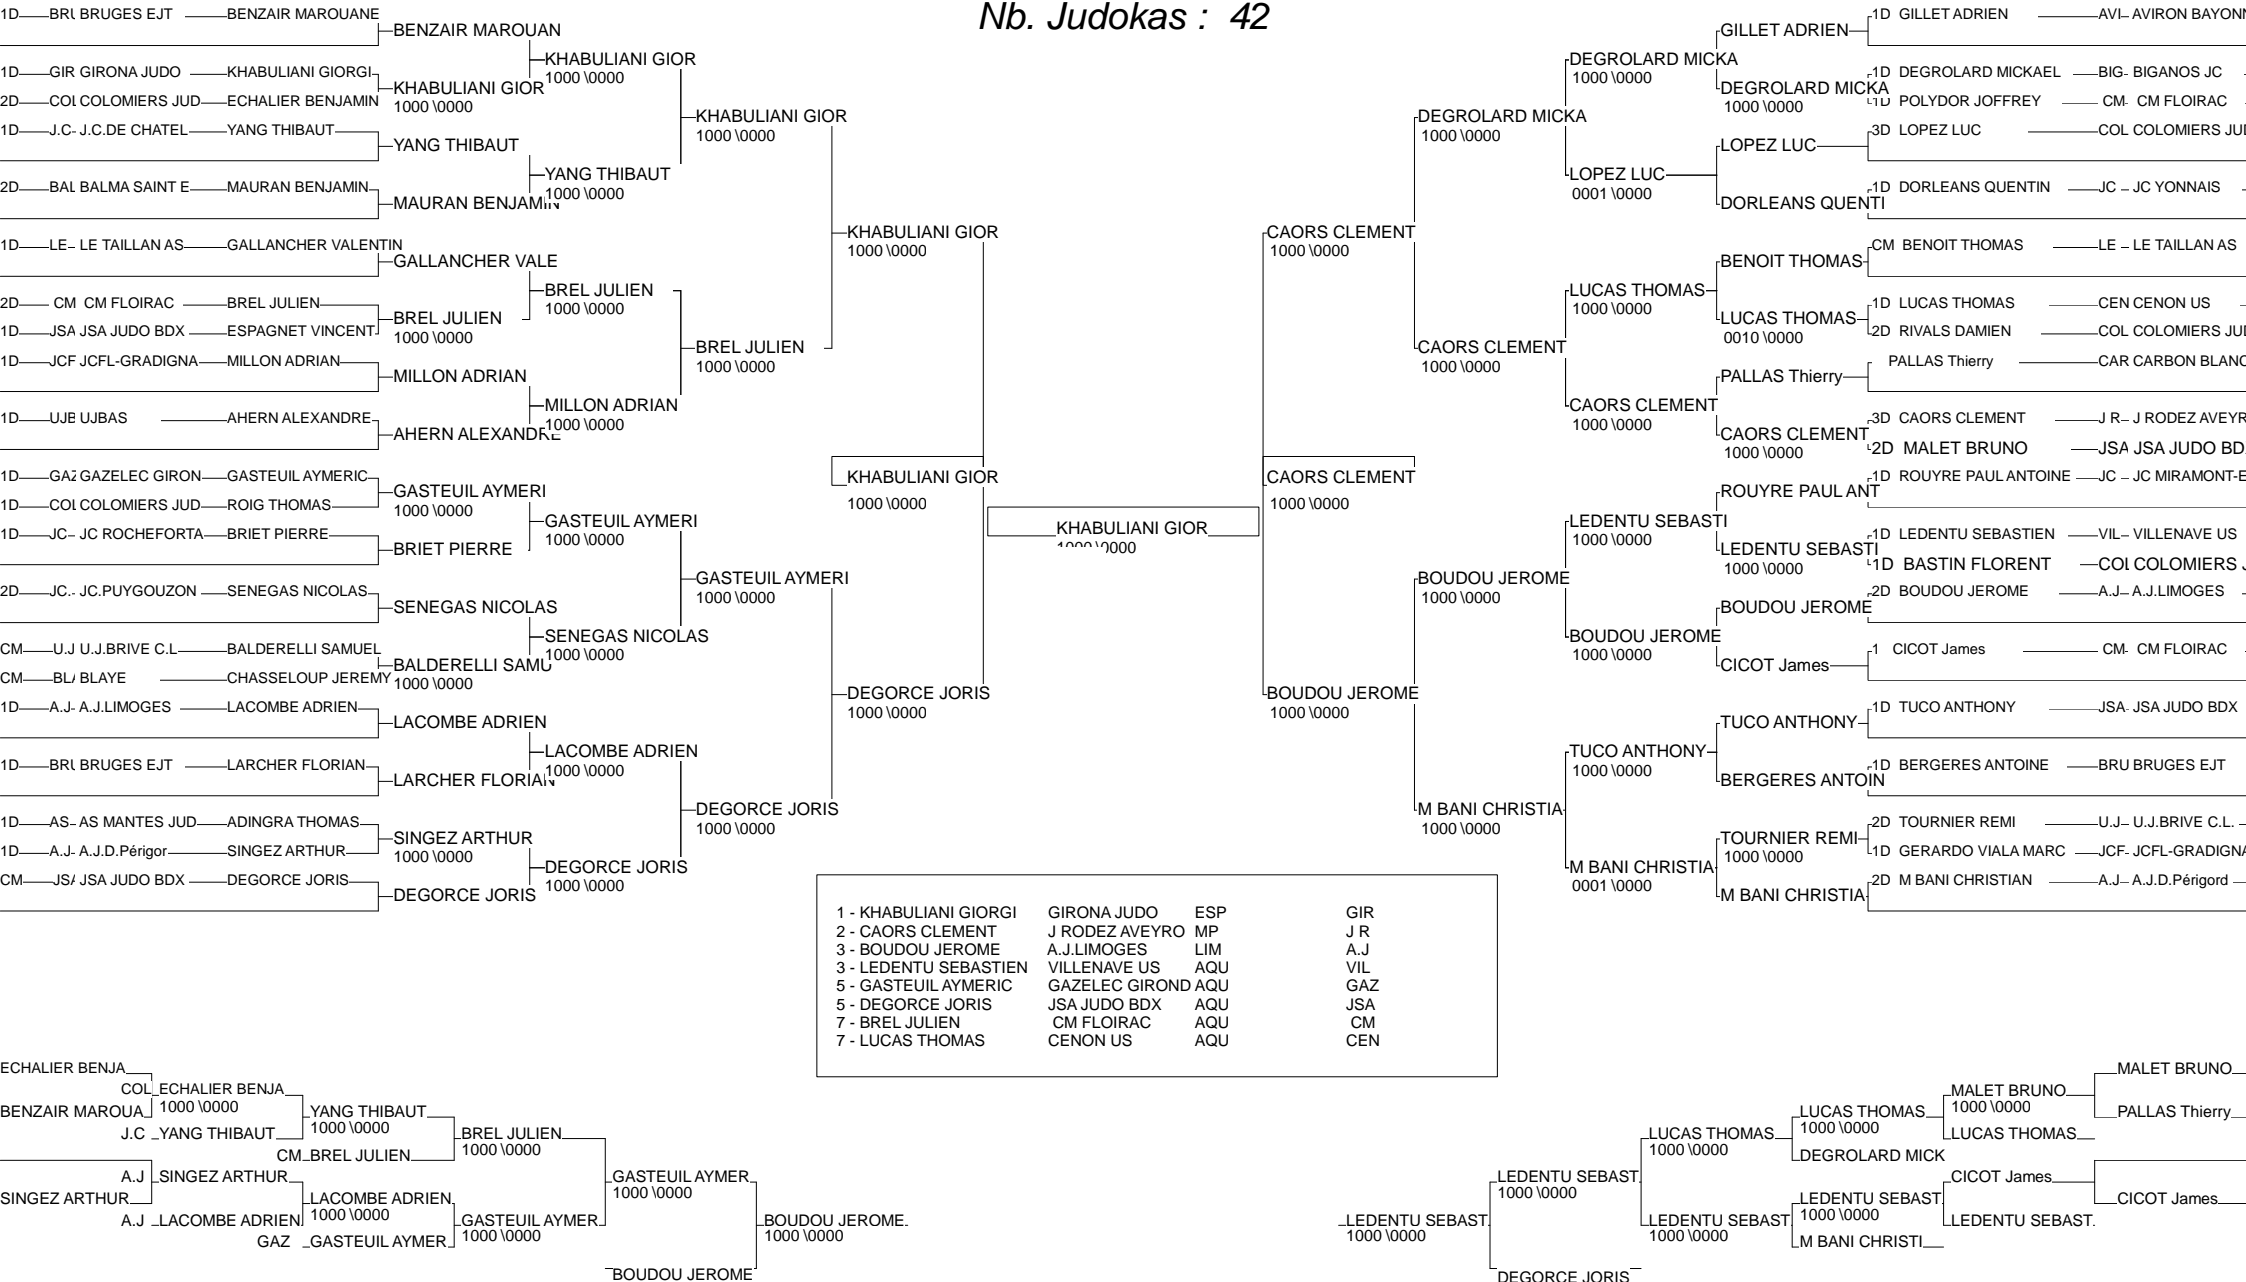 Nb. Judokas : 42
1D BRU BRUGES EJT BENZAIR MAROUANE
1D GIR GIRONA JUDO KHABULIANI GIORGI
2D COL COLOMIERS JUD ECHALIER BENJAMIN
1D J.C- J.C.DE CHATEL YANG THIBAUT
2D BAL BALMA SAINT E MAURAN BENJAMIN
1D LE- LE TAILLAN AS GALLANCHER VALENTIN
2D CM CM FLOIRAC BREL JULIEN
1D JSA JSA JUDO BDX ESPAGNET VINCENT
1D JCF JCFL-GRADIGNA MILLON ADRIAN
1D UJB UJBAS AHERN ALEXANDRE
1D GAZ GAZELEC GIRON GASTEUIL AYMERIC
1D COL COLOMIERS JUD ROIG THOMAS
1D JC- JC ROCHEFORTA BRIET PIERRE
2D JC.- JC.PUYGOUZON SENEGAS NICOLAS
CM U.J U.J.BRIVE C.L BALDERELLI SAMUEL
CM BLA BLAYE CHASSELOUP JEREMY
1D A.J- A.J.LIMOGES LACOMBE ADRIEN
1D BRU BRUGES EJT LARCHER FLORIAN
1D AS- AS MANTES JUD ADINGRA THOMAS
1D A.J- A.J.D.Périgor SINGEZ ARTHUR
CM JSA JSA JUDO BDX DEGORCE JORIS
BENZAIR MAROUAN
KHABULIANI GIOR
1000 \0000
YANG THIBAUT
MAURAN BENJAMIN
GALLANCHER VALE
BREL JULIEN
1000 \0000
MILLON ADRIAN
AHERN ALEXANDRE
GASTEUIL AYMERI
1000 \0000
BRIET PIERRE
SENEGAS NICOLAS
BALDERELLI SAMU
1000 \0000
LACOMBE ADRIEN
LARCHER FLORIAN
SINGEZ ARTHUR
1000 \0000
DEGORCE JORIS
KHABULIANI GIOR
1000 \0000
YANG THIBAUT
1000 \0000
BREL JULIEN
1000 \0000
MILLON ADRIAN
1000 \0000
GASTEUIL AYMERI
1000 \0000
SENEGAS NICOLAS
1000 \0000
LACOMBE ADRIEN
1000 \0000
DEGORCE JORIS
1000 \0000
KHABULIANI GIOR
1000 \0000
BREL JULIEN
1000 \0000
GASTEUIL AYMERI
1000 \0000
DEGORCE JORIS
1000 \0000
KHABULIANI GIOR
1000 \0000
KHABULIANI GIOR
1000 \0000
DEGORCE JORIS
1000 \0000
KHABULIANI GIOR
1000 \0000
CAORS CLEMENT
1000 \0000
CAORS CLEMENT
1000 \0000
BOUDOU JEROME
1000 \0000
DEGROLARD MICKA
1000 \0000
CAORS CLEMENT
1000 \0000
BOUDOU JEROME
1000 \0000
M BANI CHRISTIA
1000 \0000
DEGROLARD MICKA
1000 \0000
LOPEZ LUC
0001 \0000
LUCAS THOMAS
1000 \0000
CAORS CLEMENT
1000 \0000
LEDENTU SEBASTI
1000 \0000
BOUDOU JEROME
1000 \0000
TUCO ANTHONY
1000 \0000
M BANI CHRISTIA
0001 \0000
GILLET ADRIEN
DEGROLARD MICKA
1000 \0000
LOPEZ LUC
DORLEANS QUENTI
BENOIT THOMAS
LUCAS THOMAS
0010 \0000
PALLAS Thierry
CAORS CLEMENT
1000 \0000
ROUYRE PAUL ANT
LEDENTU SEBASTI
1000 \0000
BOUDOU JEROME
CICOT James
TUCO ANTHONY
BERGERES ANTOIN
TOURNIER REMI
1000 \0000
M BANI CHRISTIA
1D GILLET ADRIEN AVI- AVIRON BAYONN
1D DEGROLARD MICKAEL BIG- BIGANOS JC
1D POLYDOR JOFFREY CM- CM FLOIRAC
3D LOPEZ LUC COL COLOMIERS JUD
1D DORLEANS QUENTIN JC - JC YONNAIS
CM BENOIT THOMAS LE - LE TAILLAN AS
1D LUCAS THOMAS CEN CENON US
2D RIVALS DAMIEN COL COLOMIERS JUD
PALLAS Thierry CAR CARBON BLANC
3D CAORS CLEMENT J R- J RODEZ AVEYR
2D MALET BRUNO JSA JSA JUDO BD
1D ROUYRE PAUL ANTOINE JC - JC MIRAMONT-E
1D LEDENTU SEBASTIEN VIL- VILLENAVE US
1D BASTIN FLORENT COL COLOMIERS J
2D BOUDOU JEROME A.J- A.J.LIMOGES
1 CICOT James CM- CM FLOIRAC
1D TUCO ANTHONY JSA- JSA JUDO BDX
1D BERGERES ANTOINE BRU BRUGES EJT
2D TOURNIER REMI U.J- U.J.BRIVE C.L.
1D GERARDO VIALA MARC JCF- JCFL-GRADIGNA
2D M BANI CHRISTIAN A.J- A.J.D.Périgord
1 - KHABULIANI GIORGI GIRONA JUDO ESP GIR
2 - CAORS CLEMENT J RODEZ AVEYRO MP J R
3 - BOUDOU JEROME A.J.LIMOGES LIM A.J
3 - LEDENTU SEBASTIEN VILLENAVE US AQU VIL
5 - GASTEUIL AYMERIC GAZELEC GIROND AQU GAZ
5 - DEGORCE JORIS JSA JUDO BDX AQU JSA
7 - BREL JULIEN CM FLOIRAC AQU CM
7 - LUCAS THOMAS CENON US AQU CEN
ECHALIER BENJA
BENZAIR MAROUA
SINGEZ ARTHUR
COL ECHALIER BENJA
1000 \0000
J.C YANG THIBAUT
A.J SINGEZ ARTHUR
A.J LACOMBE ADRIEN
YANG THIBAUT
1000 \0000
CM BREL JULIEN
LACOMBE ADRIEN
1000 \0000
GAZ GASTEUIL AYMER
BREL JULIEN
1000 \0000
GASTEUIL AYMER
1000 \0000
GASTEUIL AYMER
1000 \0000
BOUDOU JEROME
BOUDOU JEROME
1000 \0000
LEDENTU SEBAST
1000 \0000
LEDENTU SEBAST
1000 \0000
DEGORCE JORIS
LUCAS THOMAS
1000 \0000
LEDENTU SEBAST
1000 \0000
LUCAS THOMAS
1000 \0000
DEGROLARD MICK
LEDENTU SEBAST
1000 \0000
M BANI CHRISTI
MALET BRUNO
1000 \0000
LUCAS THOMAS
CICOT James
LEDENTU SEBAST
MALET BRUNO
PALLAS Thierry
CICOT James